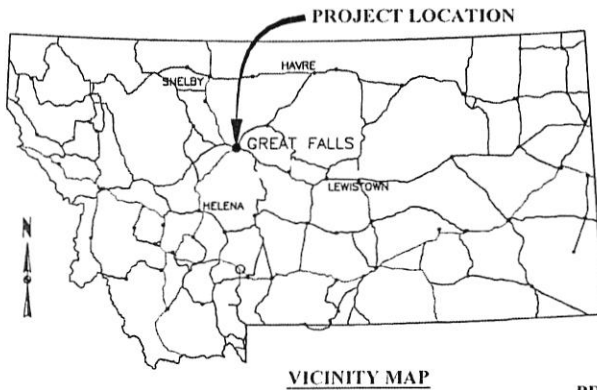 PROJECT LOCATION
HAVRE
SHELBY
GREAT FALLS
LEWISTOWN
HELENA
N
VICINITY MAP